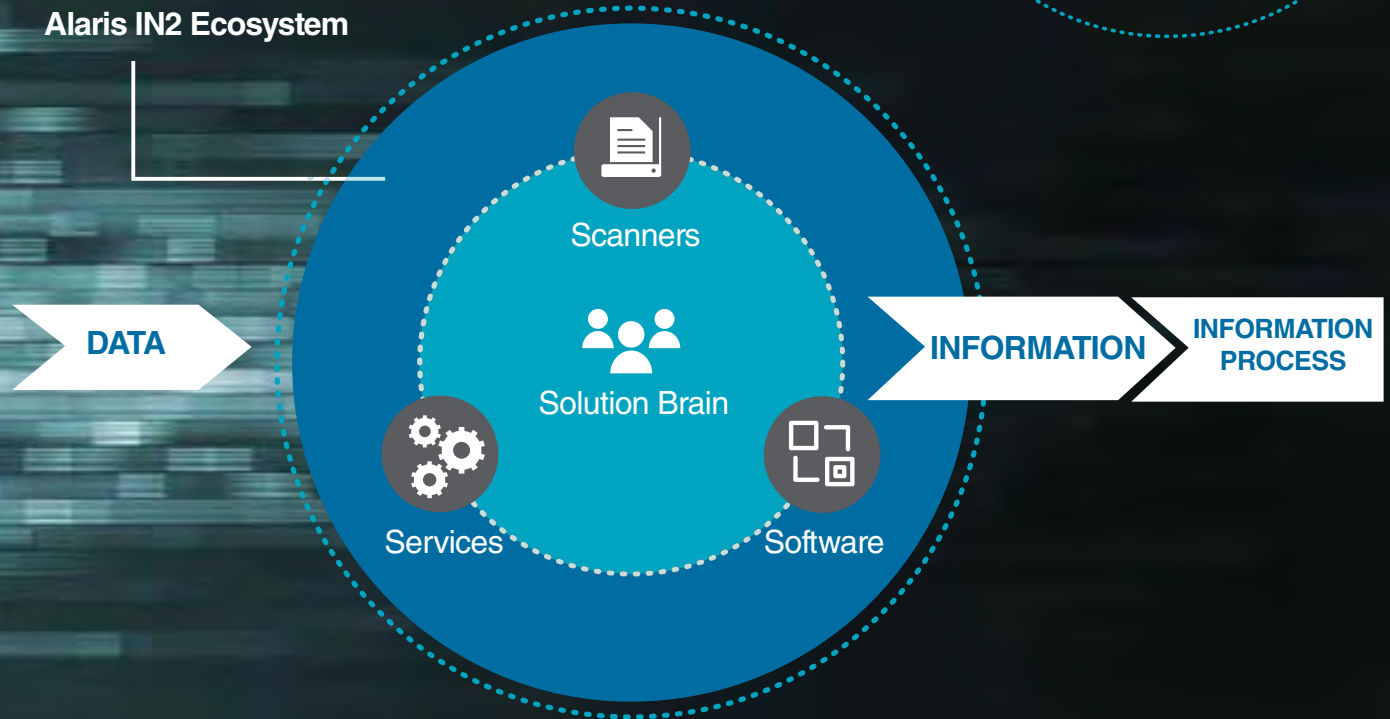 Alaris IN2 Ecosystem
Scanners
DATA
Solution Brain
INFORMATION
INFORMATION
PROCESS
Services
Software